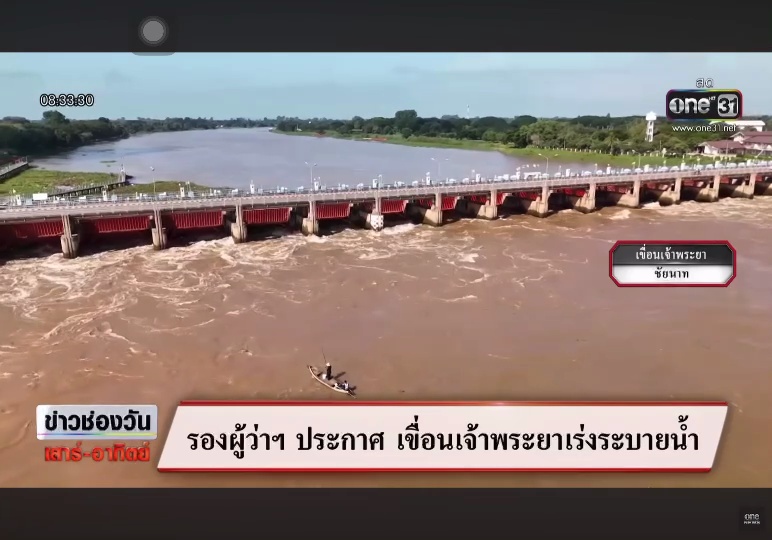 08:33:30
สด
one 31
www.one31.net
เขื่อนเจ้าพระยา
ชัยนาท
ข่าวช่องวัน
เสาร์-อาทิตย์
รองผู้ว่าฯ ประกาศ เขื่อนเจ้าพระยาเร่งระบายน้ำ
one